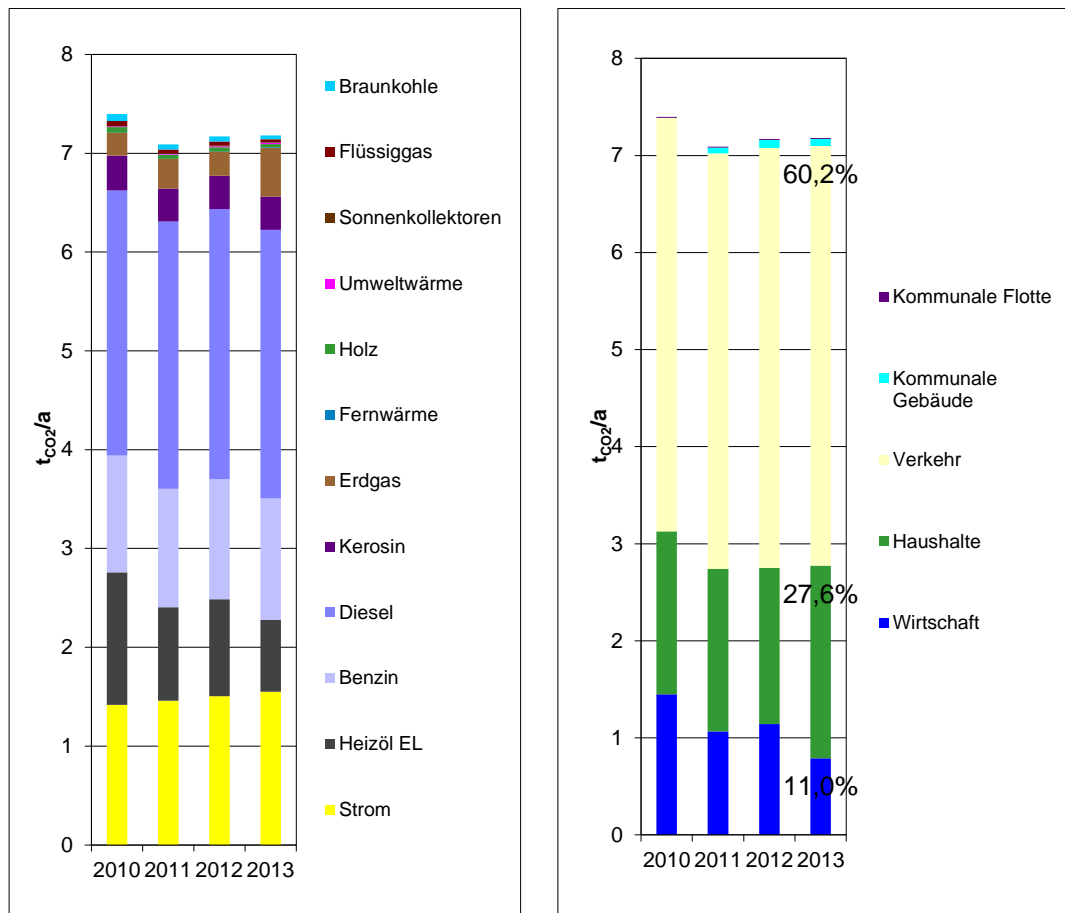 8
7
6
5
4
3
2
1
0
t_CO2/a
2010 2011 2012 2013
Braunkohle
Flüssiggas
Sonnenkollektoren
Umweltwärme
Holz
Fernwärme
Erdgas
Kerosin
Diesel
Benzin
Heizöl EL
Strom
8
7
6
5
4
3
2
1
0
t_CO2/a
60,2%
27,6%
11,0%
2010 2011 2012 2013
Kommunale Flotte
Kommunale
Gebäude
Verkehr
Haushalte
Wirtschaft